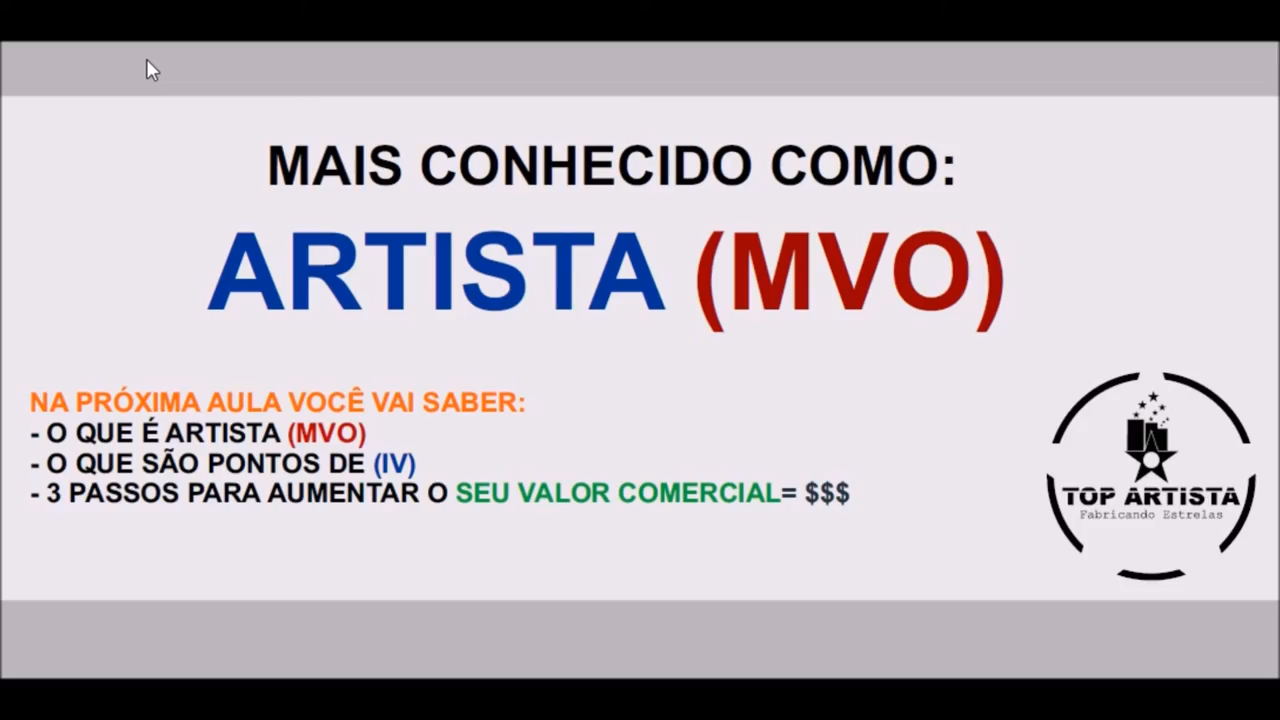 MAIS CONHECIDO COMO:
ARTISTA (MVO)
NA PRÓXIMA AULA VOCÊ VAI SABER:
- O QUE É ARTISTA (MVO)
- O QUE SÃO PONTOS DE (IV)
- 3 PASSOS PARA AUMENTAR O SEU VALOR COMERCIAL= $$$
TOP ARTISTA
Fabricando Estrelas